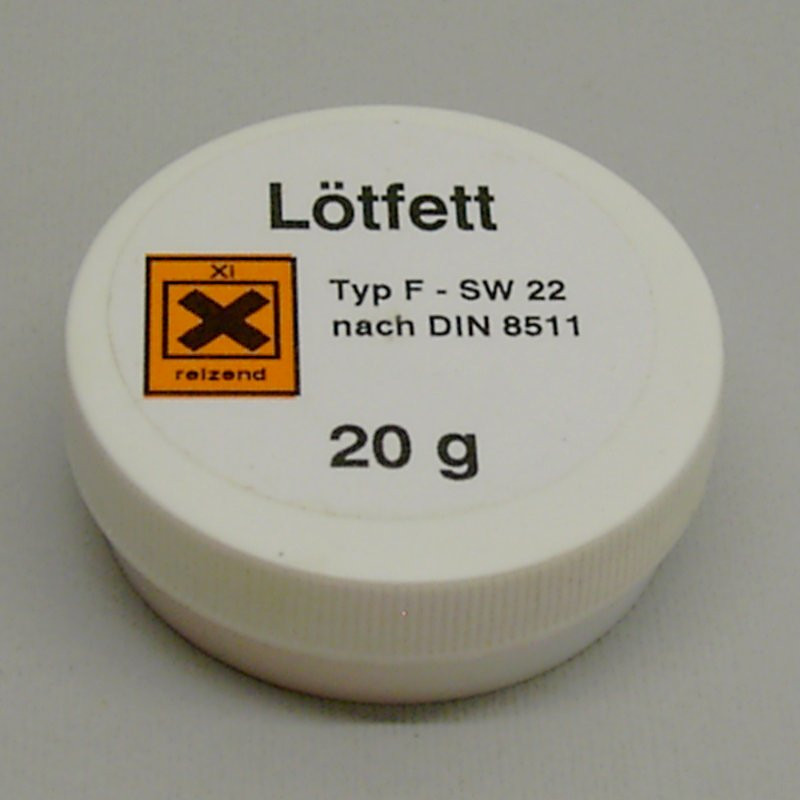 Lötfett
Xi
reizend
Typ F - SW 22
nach DIN 8511
20 g